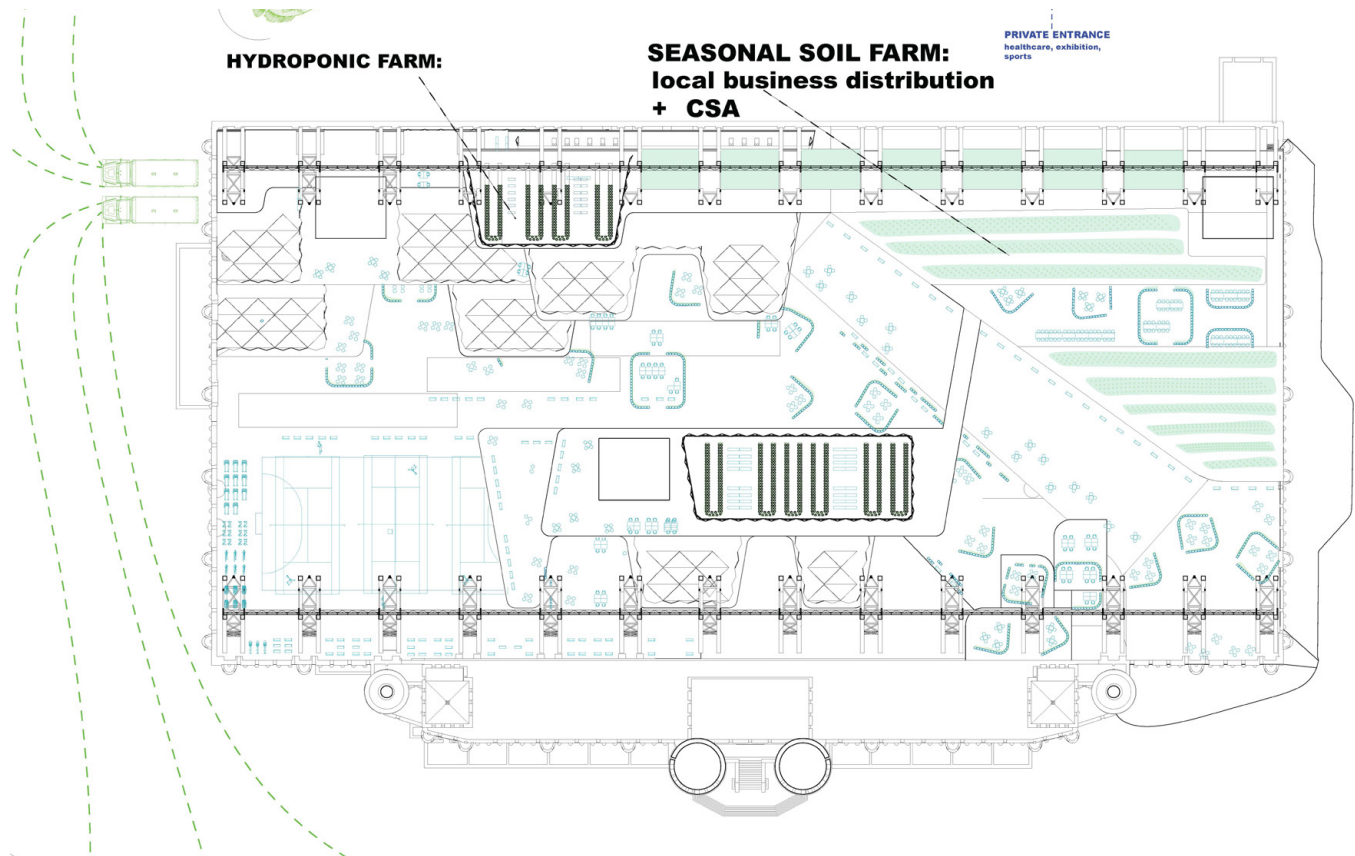 PRIVATE ENTRANCE
healthcare, exhibition,
sports
HYDROPONIC FARM:
SEASONAL SOIL FARM:
local business distribution
+ CSA